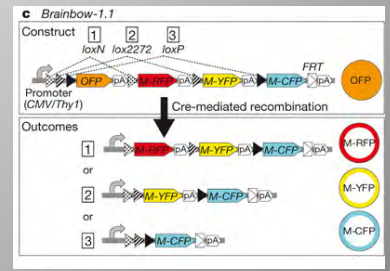 c Brainbow-1.1
Construct
1 2 3
loxN lox2272 loxP
FRT
OFP pA M-RFP pA M-YFP pA M-CFP pA
OFP
Promoter
(CMV/Thy1)
Cre-mediated recombination
Outcomes
1 M-RFP pA M-YFP pA M-CFP pA
M-RFP
or
2 M-YFP pA M-CFP pA
M-YFP
or
3 M-CFP pA
M-CFP